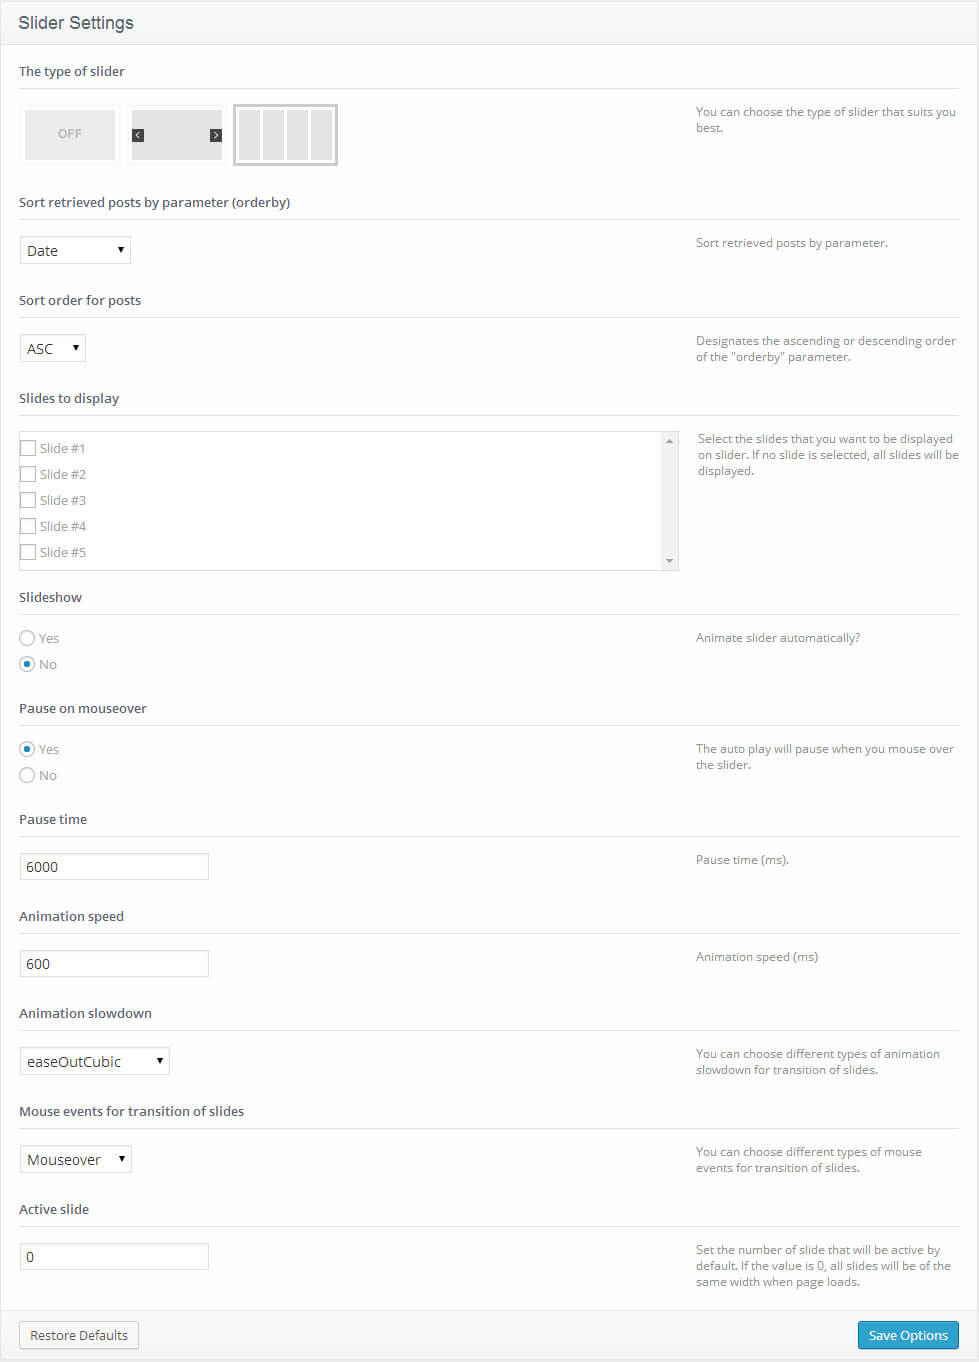 Slider Settings
The type of slider
OFF
You can choose the type of slider that suits you
best.
Sort retrieved posts by parameter (orderby)
Date
Sort retrieved posts by parameter.
Sort order for posts
ASC
Designates the ascending or descending order
of the "orderby" parameter.
Slides to display
Slide #1
Slide #2
Slide #3
Slide #4
Slide #5
Select the slides that you want to be displayed
on slider. If no slide is selected, all slides will be
displayed.
Slideshow
Yes
No
Animate slider automatically?
Pause on mouseover
Yes
No
The auto play will pause when you mouse over
the slider.
Pause time
6000
Pause time (ms).
Animation speed
600
Animation speed (ms)
Animation slowdown
easeOutCubic
You can choose different types of animation
slowdown for transition of slides.
Mouse events for transition of slides
Mouseover
You can choose different types of mouse
events for transition of slides.
Active slide
0
Set the number of slide that will be active by
default. If the value is 0, all slides will be of the
same width when page loads.
Restore Defaults
Save Options